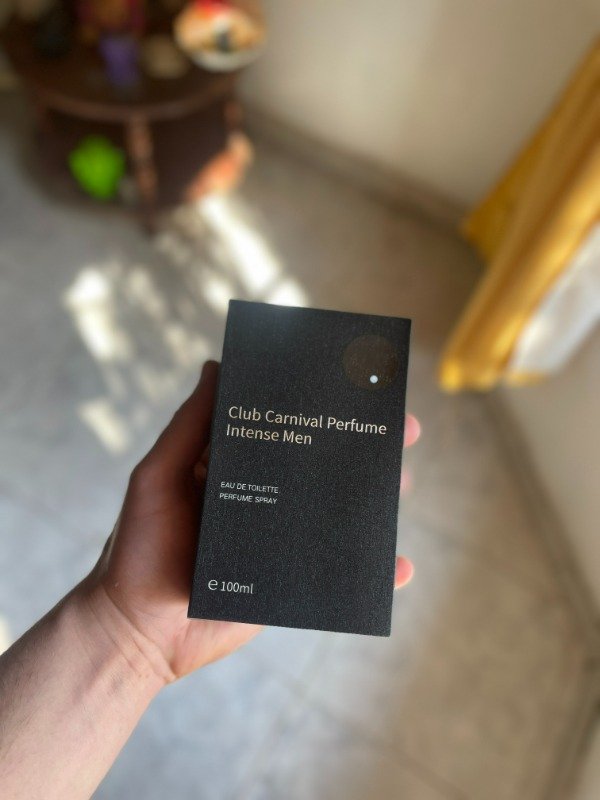 Club Carnival Perfume
Intense Men
EAU DE TOILETTE
PERFUME SPRAY
℮ 100ml